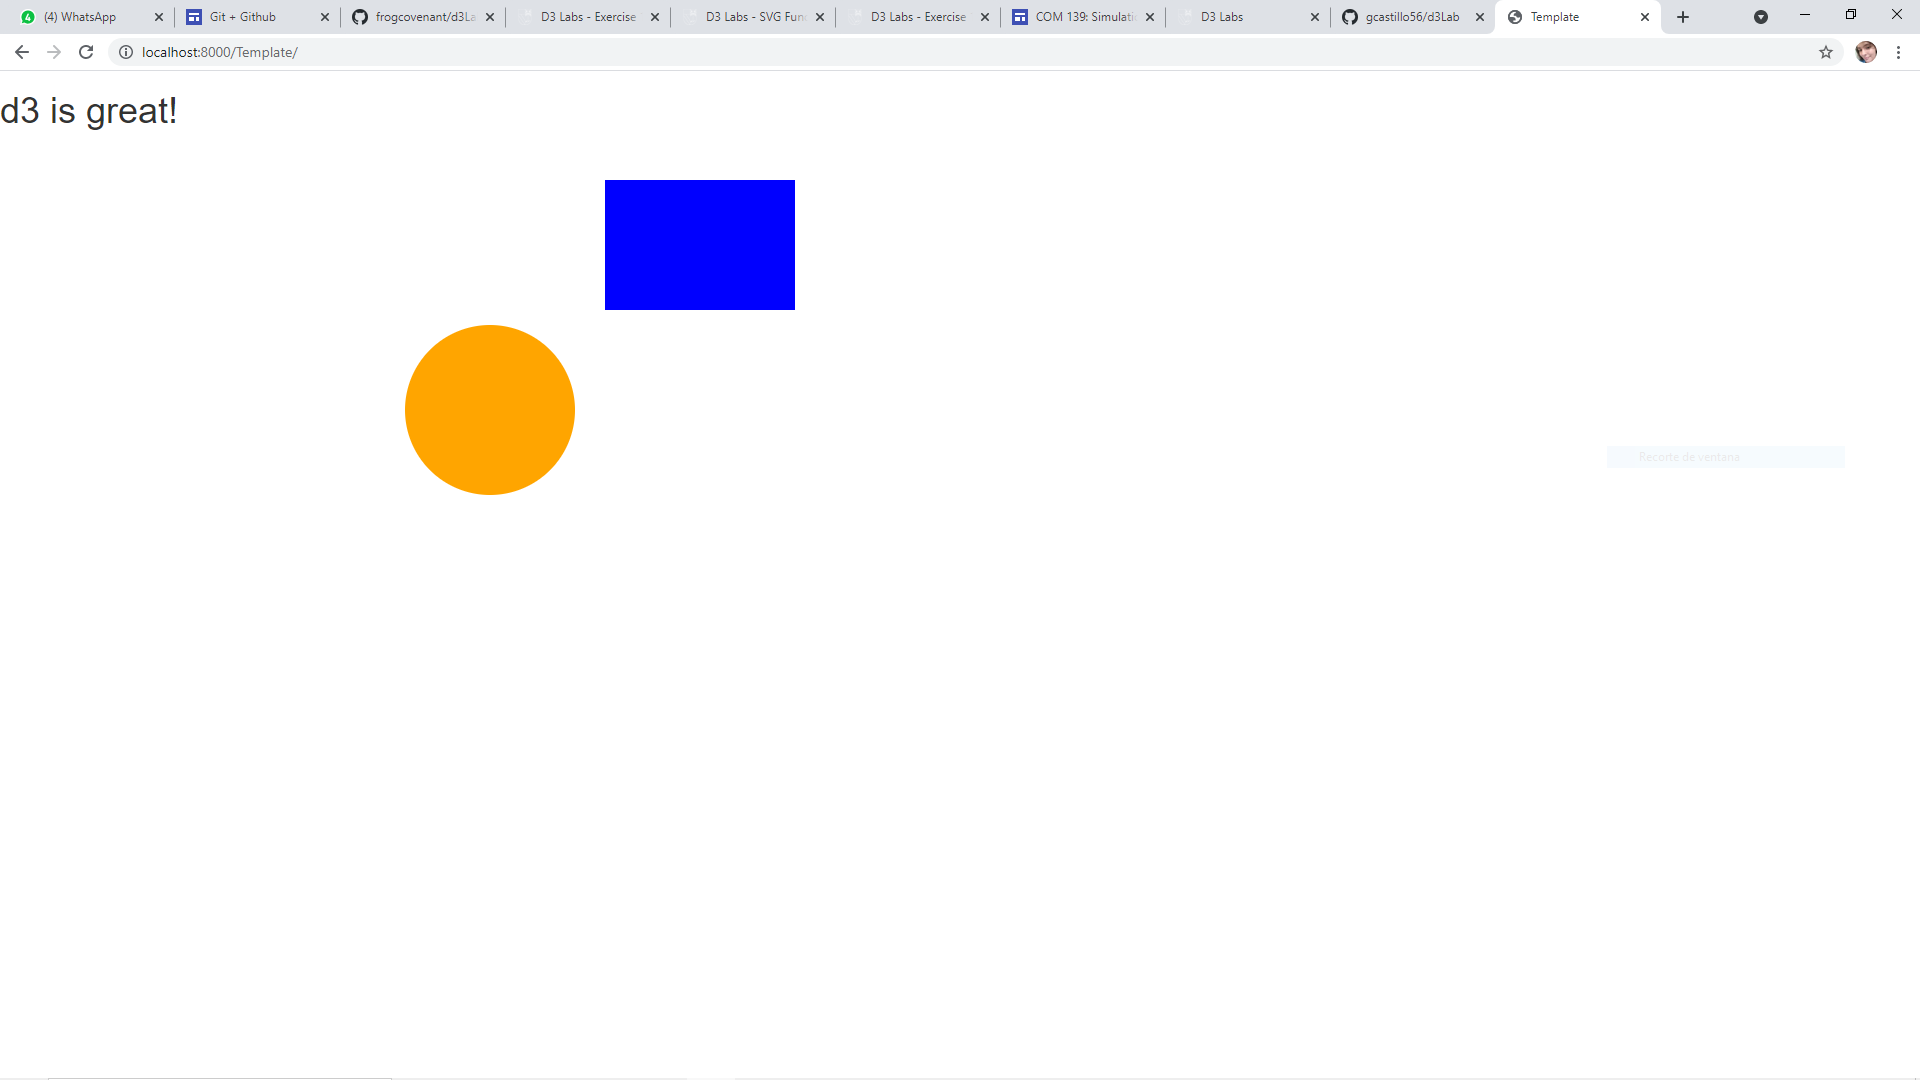 (4) WhatsApp
Git + Github
frogcovenant/d3La
D3 Labs - Exercise
D3 Labs - SVG Fun
D3 Labs - Exercise
COM 139: Simulati
D3 Labs
gcastillo56/d3Lab
Template
localhost:8000/Template/
d3 is great!
Recorte de ventana